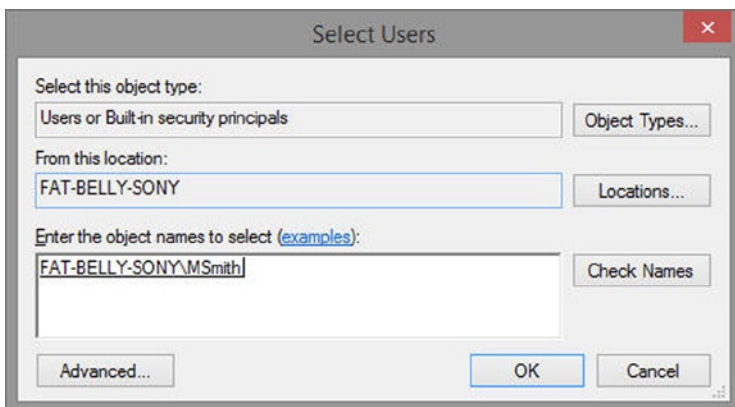 Select Users
Select this object type:
Users or Built-in security principals
Object Types...
From this location:
FAT-BELLY-SONY
Locations...
Enter the object names to select (examples):
FAT-BELLY-SONY\MSmith
Check Names
Advanced...
OK
Cancel